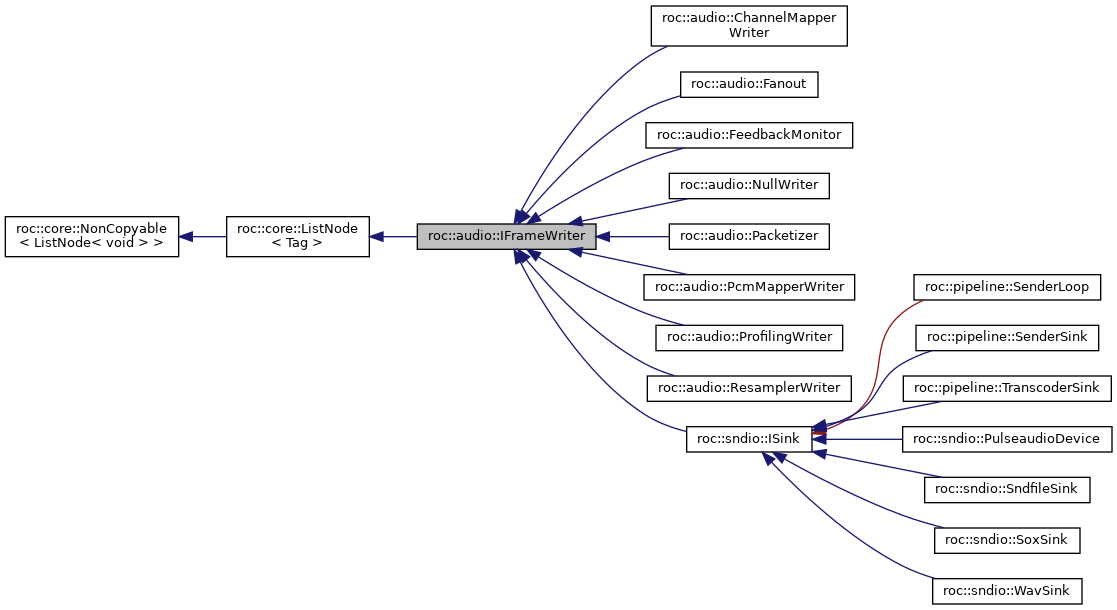 roc::core::NonCopyable
< ListNode< void > >
roc::core::ListNode
< Tag >
roc::audio::IFrameWriter
roc::audio::ChannelMapper
Writer
roc::audio::Fanout
roc::audio::FeedbackMonitor
roc::audio::NullWriter
roc::audio::Packetizer
roc::audio::PcmMapperWriter
roc::audio::ProfilingWriter
roc::audio::ResamplerWriter
roc::sndio::ISink
roc::pipeline::SenderLoop
roc::pipeline::SenderSink
roc::pipeline::TranscoderSink
roc::sndio::PulseaudioDevice
roc::sndio::SndfileSink
roc::sndio::SoxSink
roc::sndio::WavSink